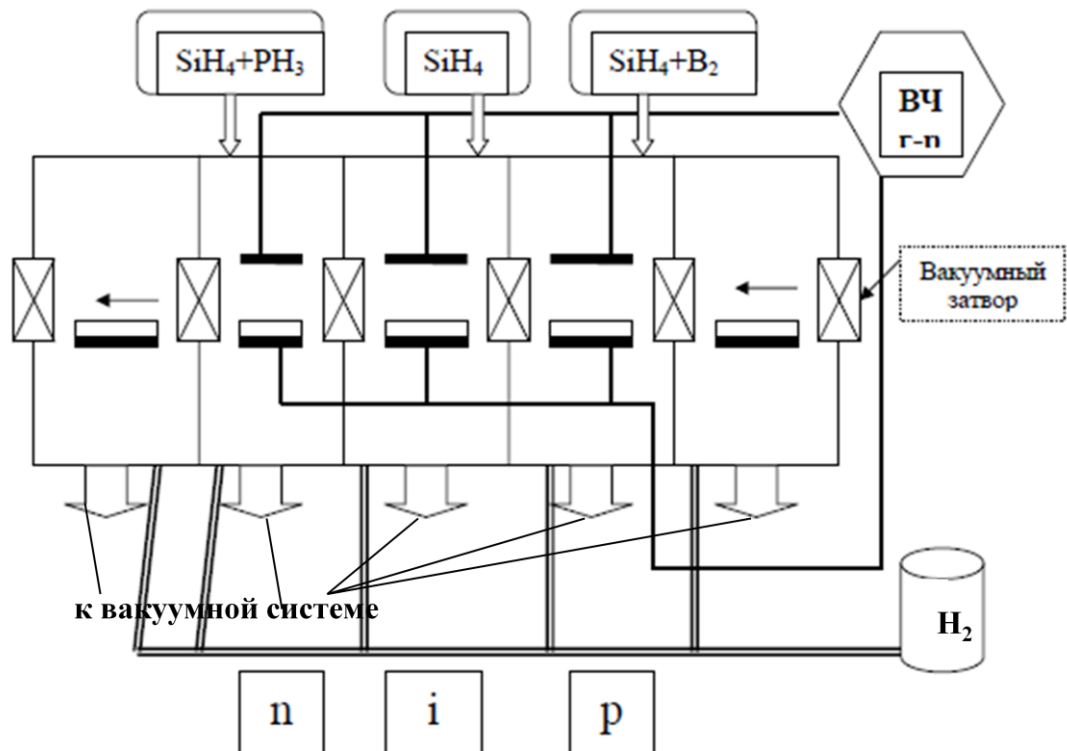 SiH₄+PH₃
SiH₄
SiH₄+B₂
ВЧ
г-п
Вакуумный
затвор
к вакуумной системе
H₂
n
i
p